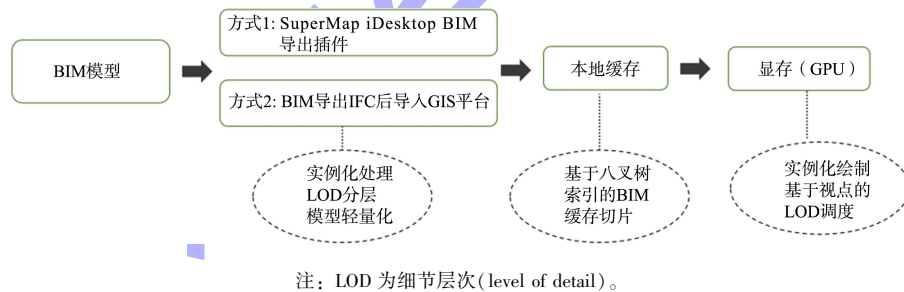 BIM模型
方式1: SuperMap iDesktop BIM
导出插件
方式2: BIM导出IFC后导入GIS平台
本地缓存
显存（GPU）
实例化处理
LOD分层
模型轻量化
基于八叉树
索引的BIM
缓存切片
实例化绘制
基于视点的
LOD调度
注：LOD 为细节层次(level of detail)。